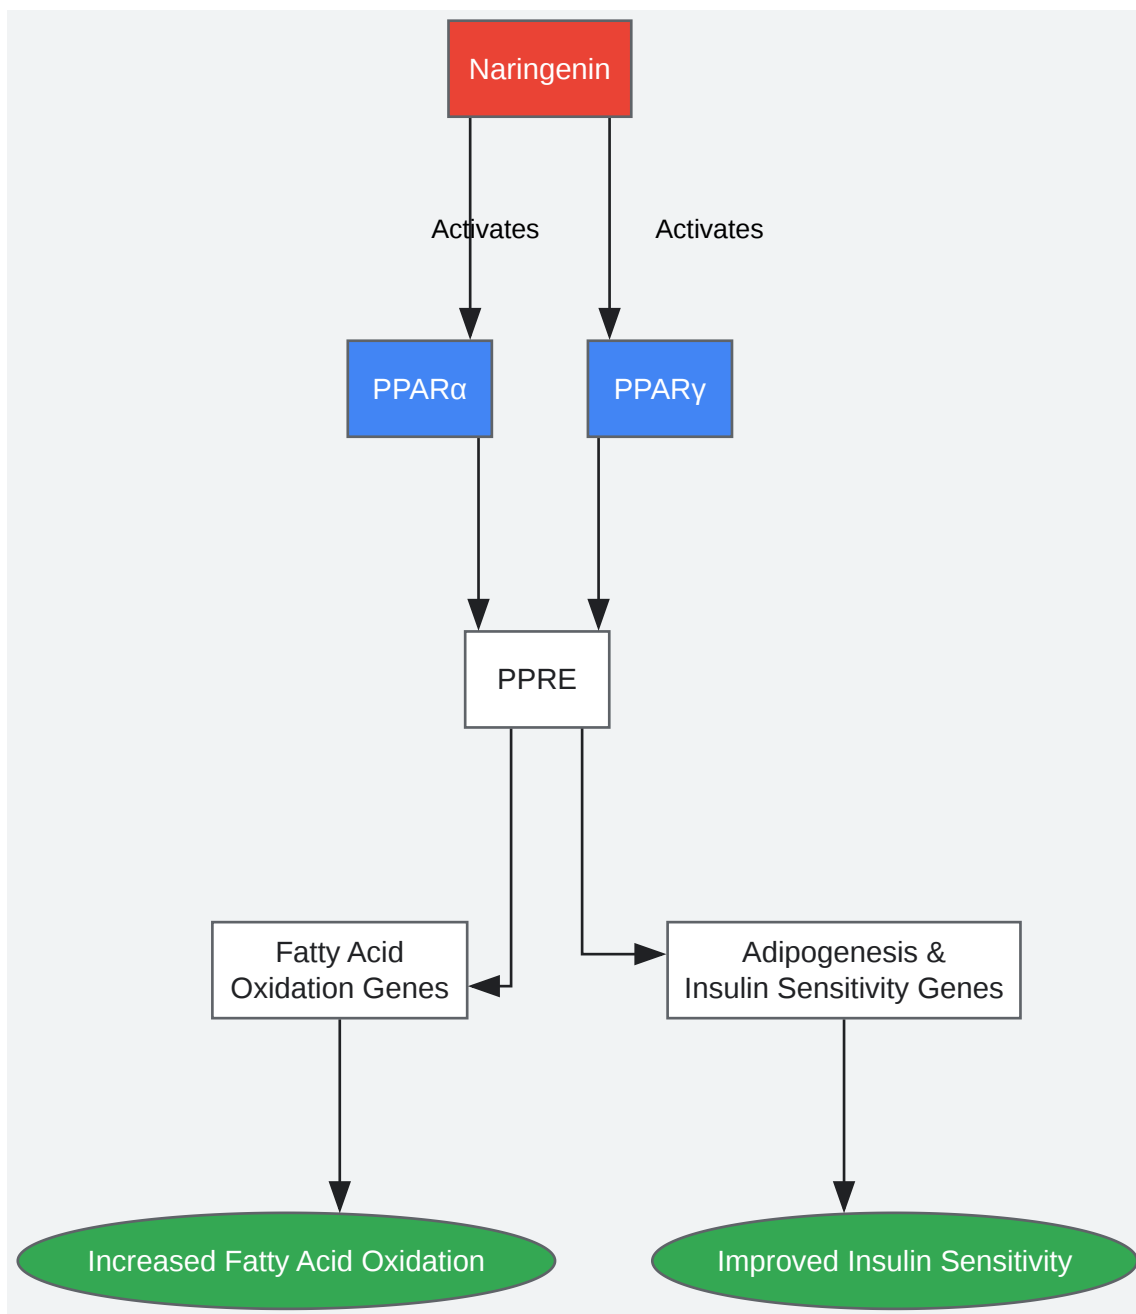 Naringenin
Activates
Activates
PPARα
PPARγ
PPRE
Fatty Acid
Oxidation Genes
Adipogenesis &
Insulin Sensitivity Genes
Increased Fatty Acid Oxidation
Improved Insulin Sensitivity